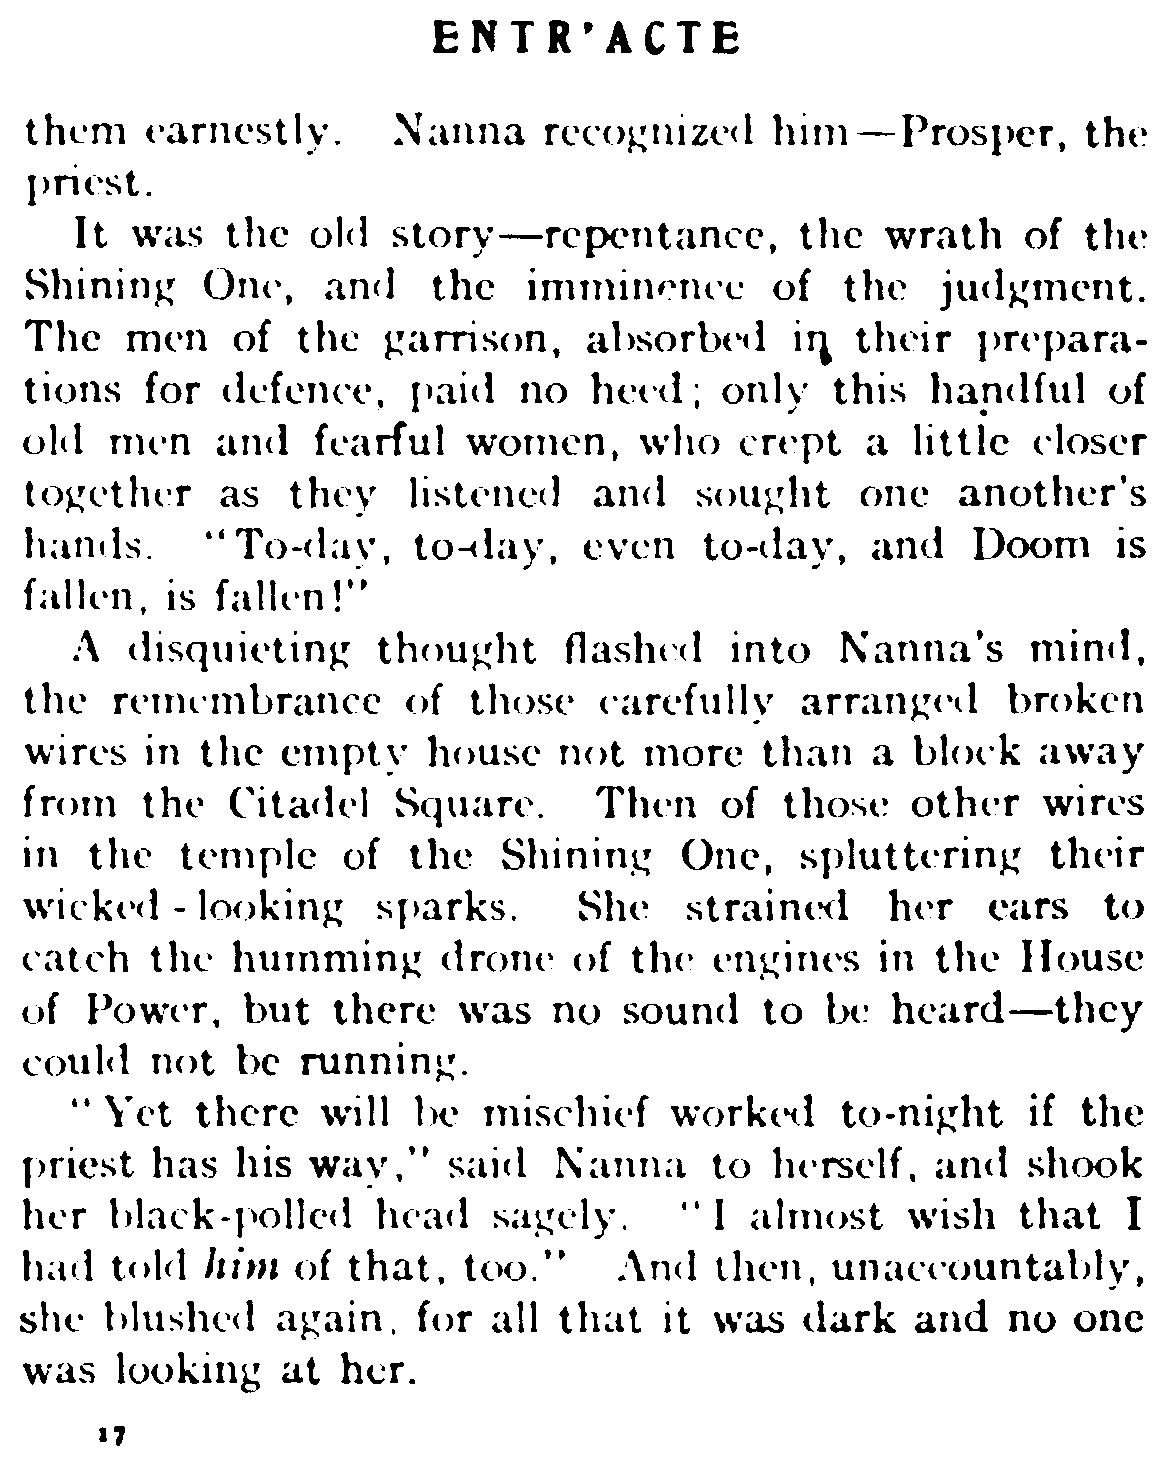 ENTR'ACTE
them earnestly. Nanna recognized him—Prosper, the
priest.
It was the old story—repentance, the wrath of the
Shining One, and the imminence of the judgment.
The men of the garrison, absorbed in their prepara-
tions for defence, paid no heed; only this handful of
old men and fearful women, who crept a little closer
together as they listened and sought one another's
hands. "To-day, to-day, even to-day, and Doom is
fallen, is fallen!"
A disquieting thought flashed into Nanna's mind,
the remembrance of those carefully arranged broken
wires in the empty house not more than a block away
from the Citadel Square. Then of those other wires
in the temple of the Shining One, spluttering their
wicked-looking sparks. She strained her ears to
catch the humming drone of the engines in the House
of Power, but there was no sound to be heard—they
could not be running.
"Yet there will be mischief worked to-night if the
priest has his way," said Nanna to herself, and shook
her black-polled head sagely. "I almost wish that I
had told him of that, too." And then, unaccountably,
she blushed again, for all that it was dark and no one
was looking at her.
17